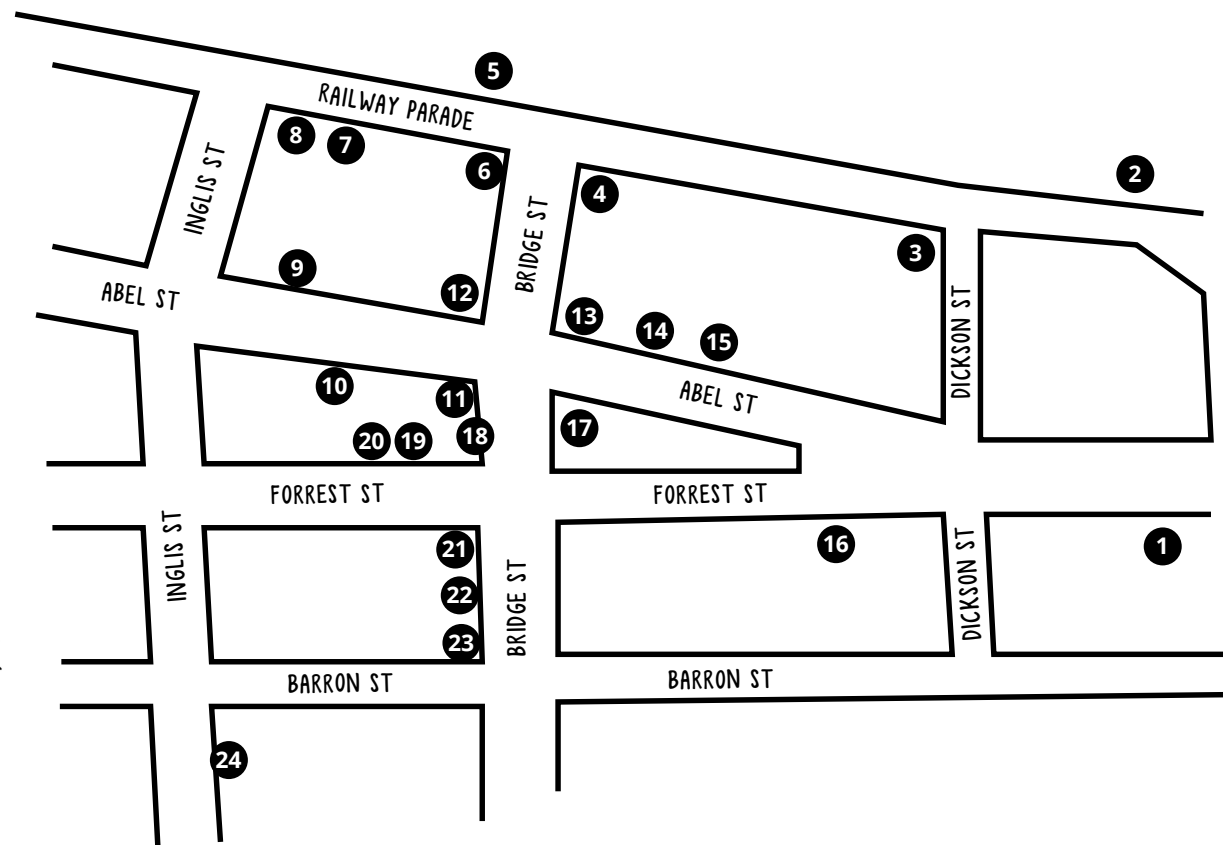 5
RAILWAY PARADE
8
7
6
2
INGLIS ST
4
BRIDGE ST
3
9
12
ABEL ST
13
14
15
DICKSON ST
10
11
ABEL ST
17
20
19
18
FORREST ST
FORREST ST
INGLIS ST
21
16
1
DICKSON ST
22
BRIDGE ST
23
BARRON ST
BARRON ST
24